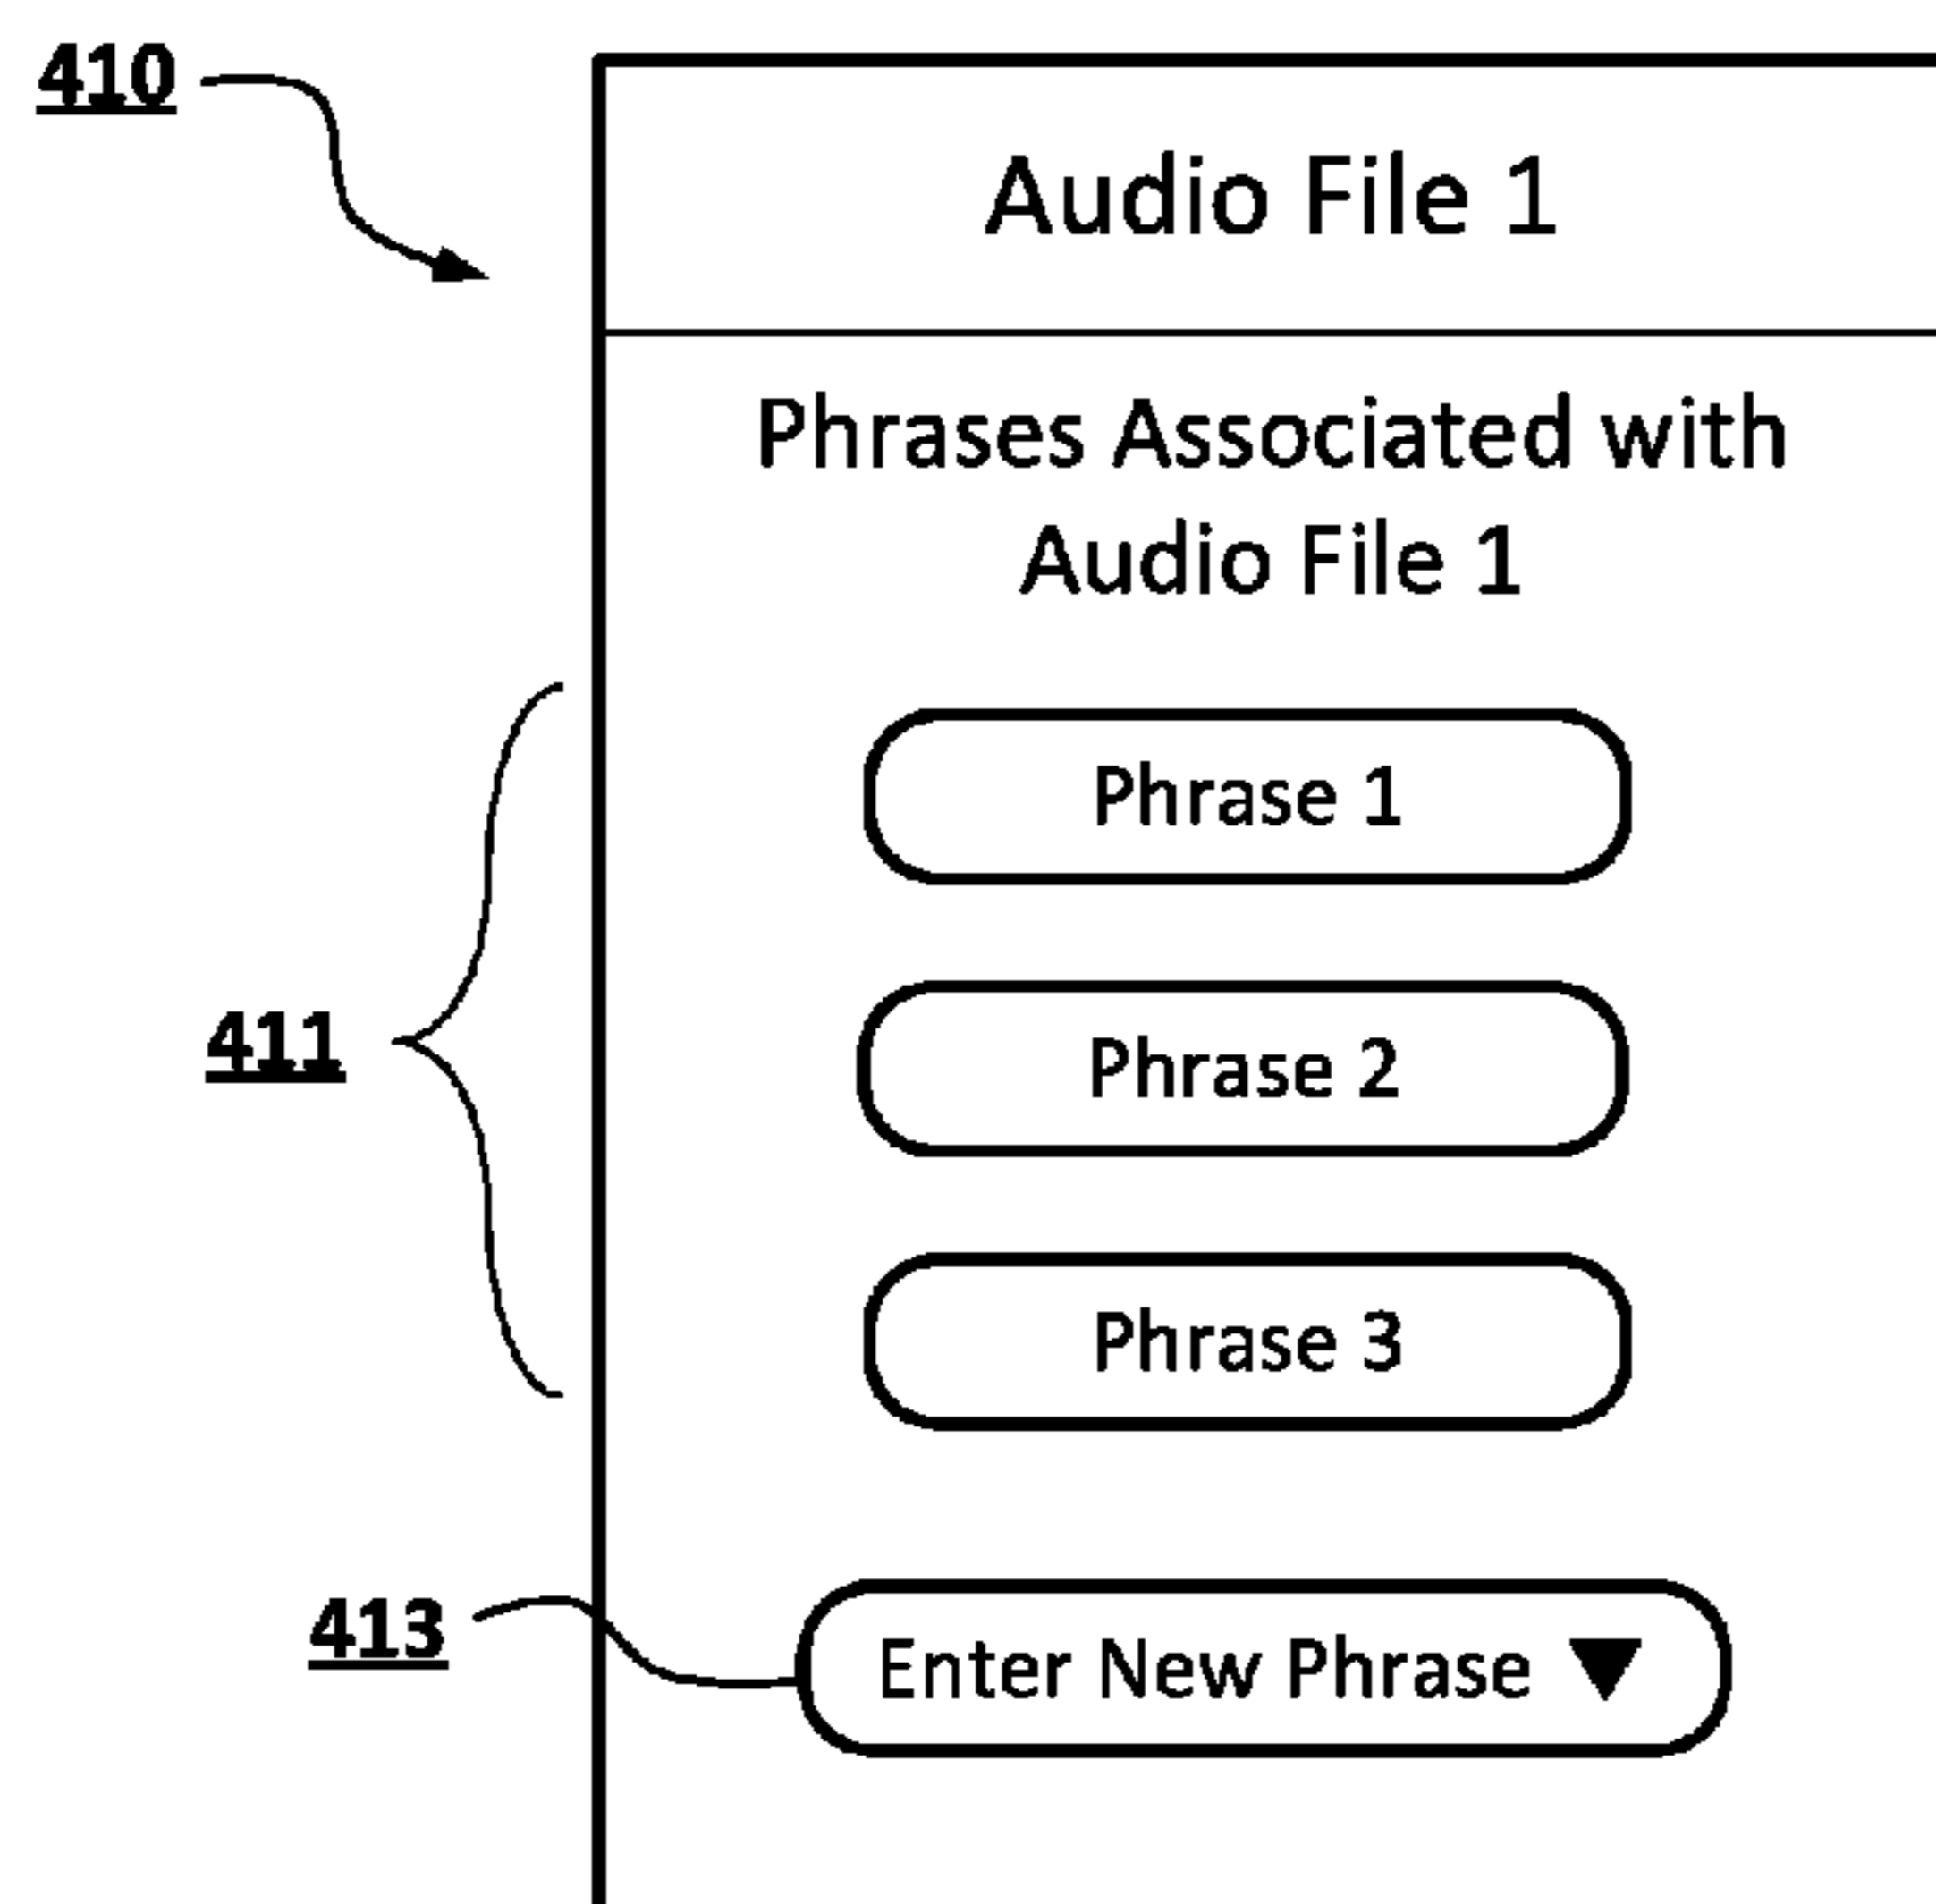 410
Audio File 1
Phrases Associated with
Audio File 1
Phrase 1
411
Phrase 2
Phrase 3
413
Enter New Phrase